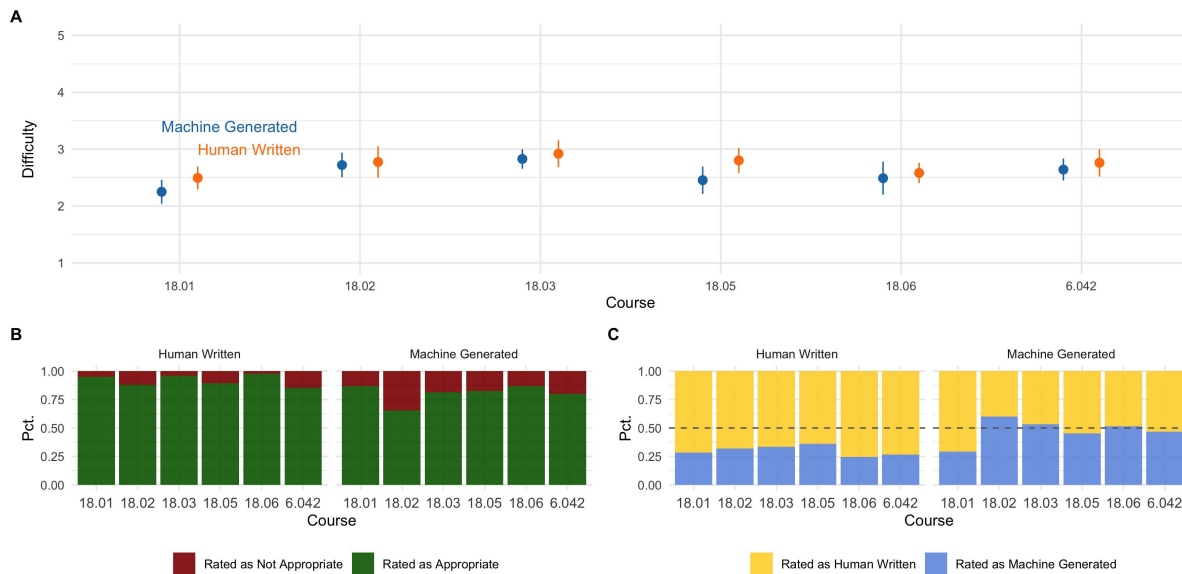 A
5
4
3
2
1
Difficulty
Machine Generated
Human Written
18.01 18.02 18.03 18.05 18.06 6.042
Course
B
Human Written Machine Generated
1.00
0.75
0.50
0.25
0.00
Pct.
18.01 18.02 18.03 18.05 18.06 6.042 18.01 18.02 18.03 18.05 18.06 6.042
Course
Rated as Not Appropriate Rated as Appropriate
C
Human Written Machine Generated
1.00
0.75
0.50
0.25
0.00
Pct.
18.01 18.02 18.03 18.05 18.06 6.042 18.01 18.02 18.03 18.05 18.06 6.042
Course
Rated as Human Written Rated as Machine Generated